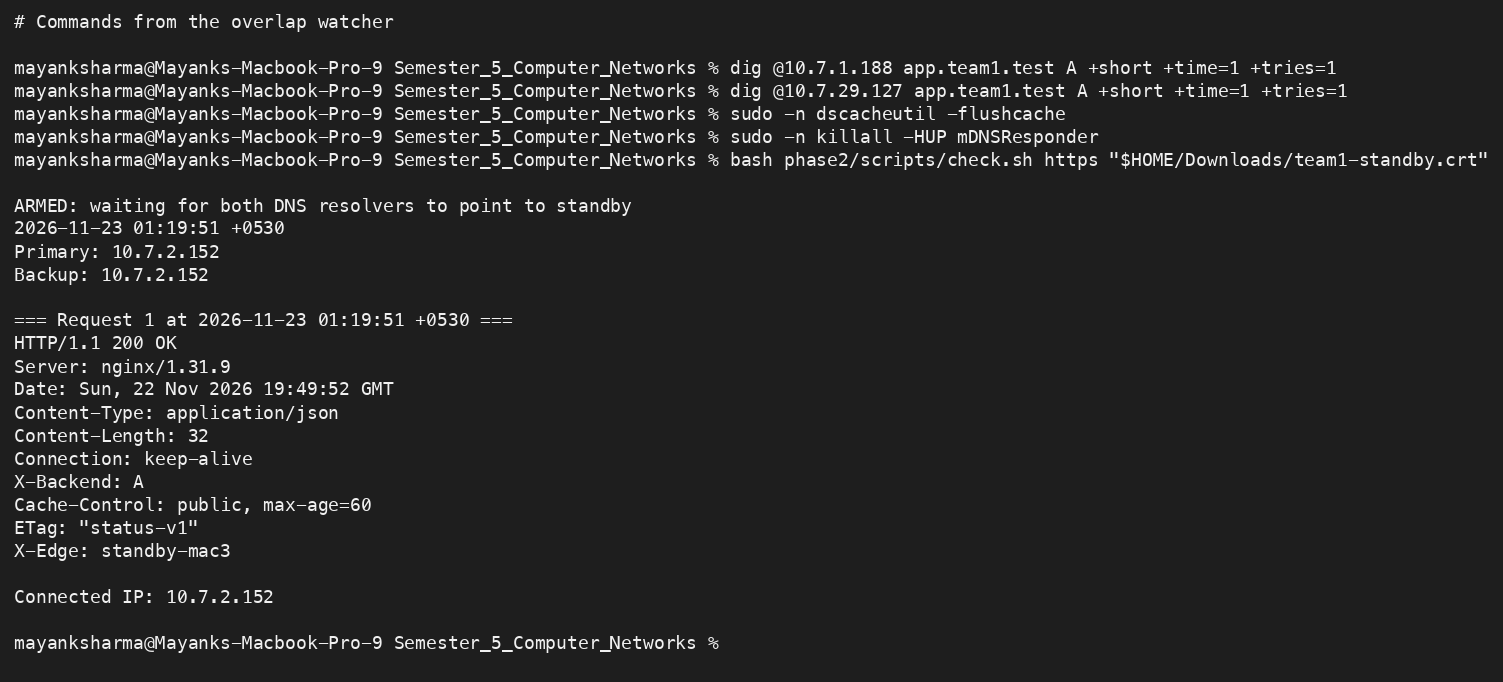 # Commands from the overlap watcher
mayanksharma@Mayanks-Macbook-Pro-9 Semester_5_Computer_Networks % dig @10.7.1.188 app.team1.test A +short +time=1 +tries=1
mayanksharma@Mayanks-Macbook-Pro-9 Semester_5_Computer_Networks % dig @10.7.29.127 app.team1.test A +short +time=1 +tries=1
mayanksharma@Mayanks-Macbook-Pro-9 Semester_5_Computer_Networks % sudo -n dscacheutil -flushcache
mayanksharma@Mayanks-Macbook-Pro-9 Semester_5_Computer_Networks % sudo -n killall -HUP mDNSResponder
mayanksharma@Mayanks-Macbook-Pro-9 Semester_5_Computer_Networks % bash phase2/scripts/check.sh https "$HOME/Downloads/team1-standby.crt"
ARMED: waiting for both DNS resolvers to point to standby
2026-11-23 01:19:51 +0530
Primary: 10.7.2.152
Backup: 10.7.2.152
=== Request 1 at 2026-11-23 01:19:51 +0530 ===
HTTP/1.1 200 OK
Server: nginx/1.31.9
Date: Sun, 22 Nov 2026 19:49:52 GMT
Content-Type: application/json
Content-Length: 32
Connection: keep-alive
X-Backend: A
Cache-Control: public, max-age=60
ETag: "status-v1"
X-Edge: standby-mac3
Connected IP: 10.7.2.152
mayanksharma@Mayanks-Macbook-Pro-9 Semester_5_Computer_Networks %